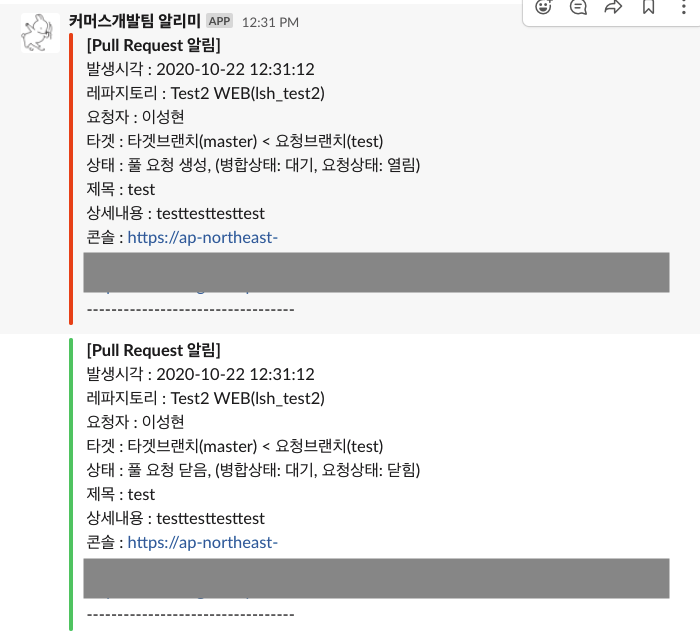 커머스개발팀 알리미 APP 12:31 PM
[Pull Request 알림]
발생시각 : 2020-10-22 12:31:12
레파지토리 : Test2 WEB(lsh_test2)
요청자 : 이성현
타겟 : 타겟브랜치(master) < 요청브랜치(test)
상태 : 풀 요청 생성, (병합상태: 대기, 요청상태: 열림)
제목 : test
상세내용 : testtesttesttest
콘솔 : https://ap-northeast-
----------------------------------
[Pull Request 알림]
발생시각 : 2020-10-22 12:31:12
레파지토리 : Test2 WEB(lsh_test2)
요청자 : 이성현
타겟 : 타겟브랜치(master) < 요청브랜치(test)
상태 : 풀 요청 닫음, (병합상태: 대기, 요청상태: 닫힘)
제목 : test
상세내용 : testtesttesttest
콘솔 : https://ap-northeast-
----------------------------------